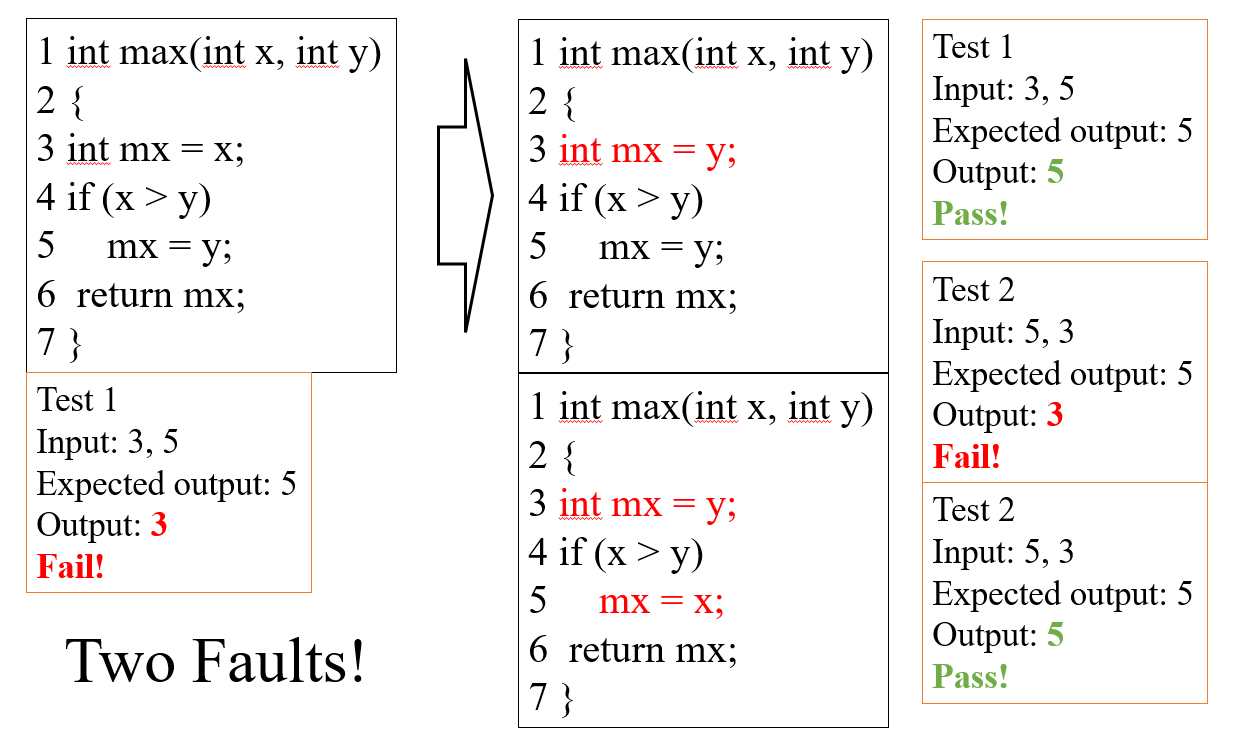 1 int max(int x, int y)
2 {
3 int mx = x;
4 if (x > y)
5     mx = y;
6  return mx;
7 }
Test 1
Input: 3, 5
Expected output: 5
Output: 3
Fail!
Two Faults!
1 int max(int x, int y)
2 {
3 int mx = y;
4 if (x > y)
5     mx = y;
6  return mx;
7 }
1 int max(int x, int y)
2 {
3 int mx = y;
4 if (x > y)
5     mx = x;
6  return mx;
7 }
Test 1
Input: 3, 5
Expected output: 5
Output: 5
Pass!
Test 2
Input: 5, 3
Expected output: 5
Output: 3
Fail!
Test 2
Input: 5, 3
Expected output: 5
Output: 5
Pass!